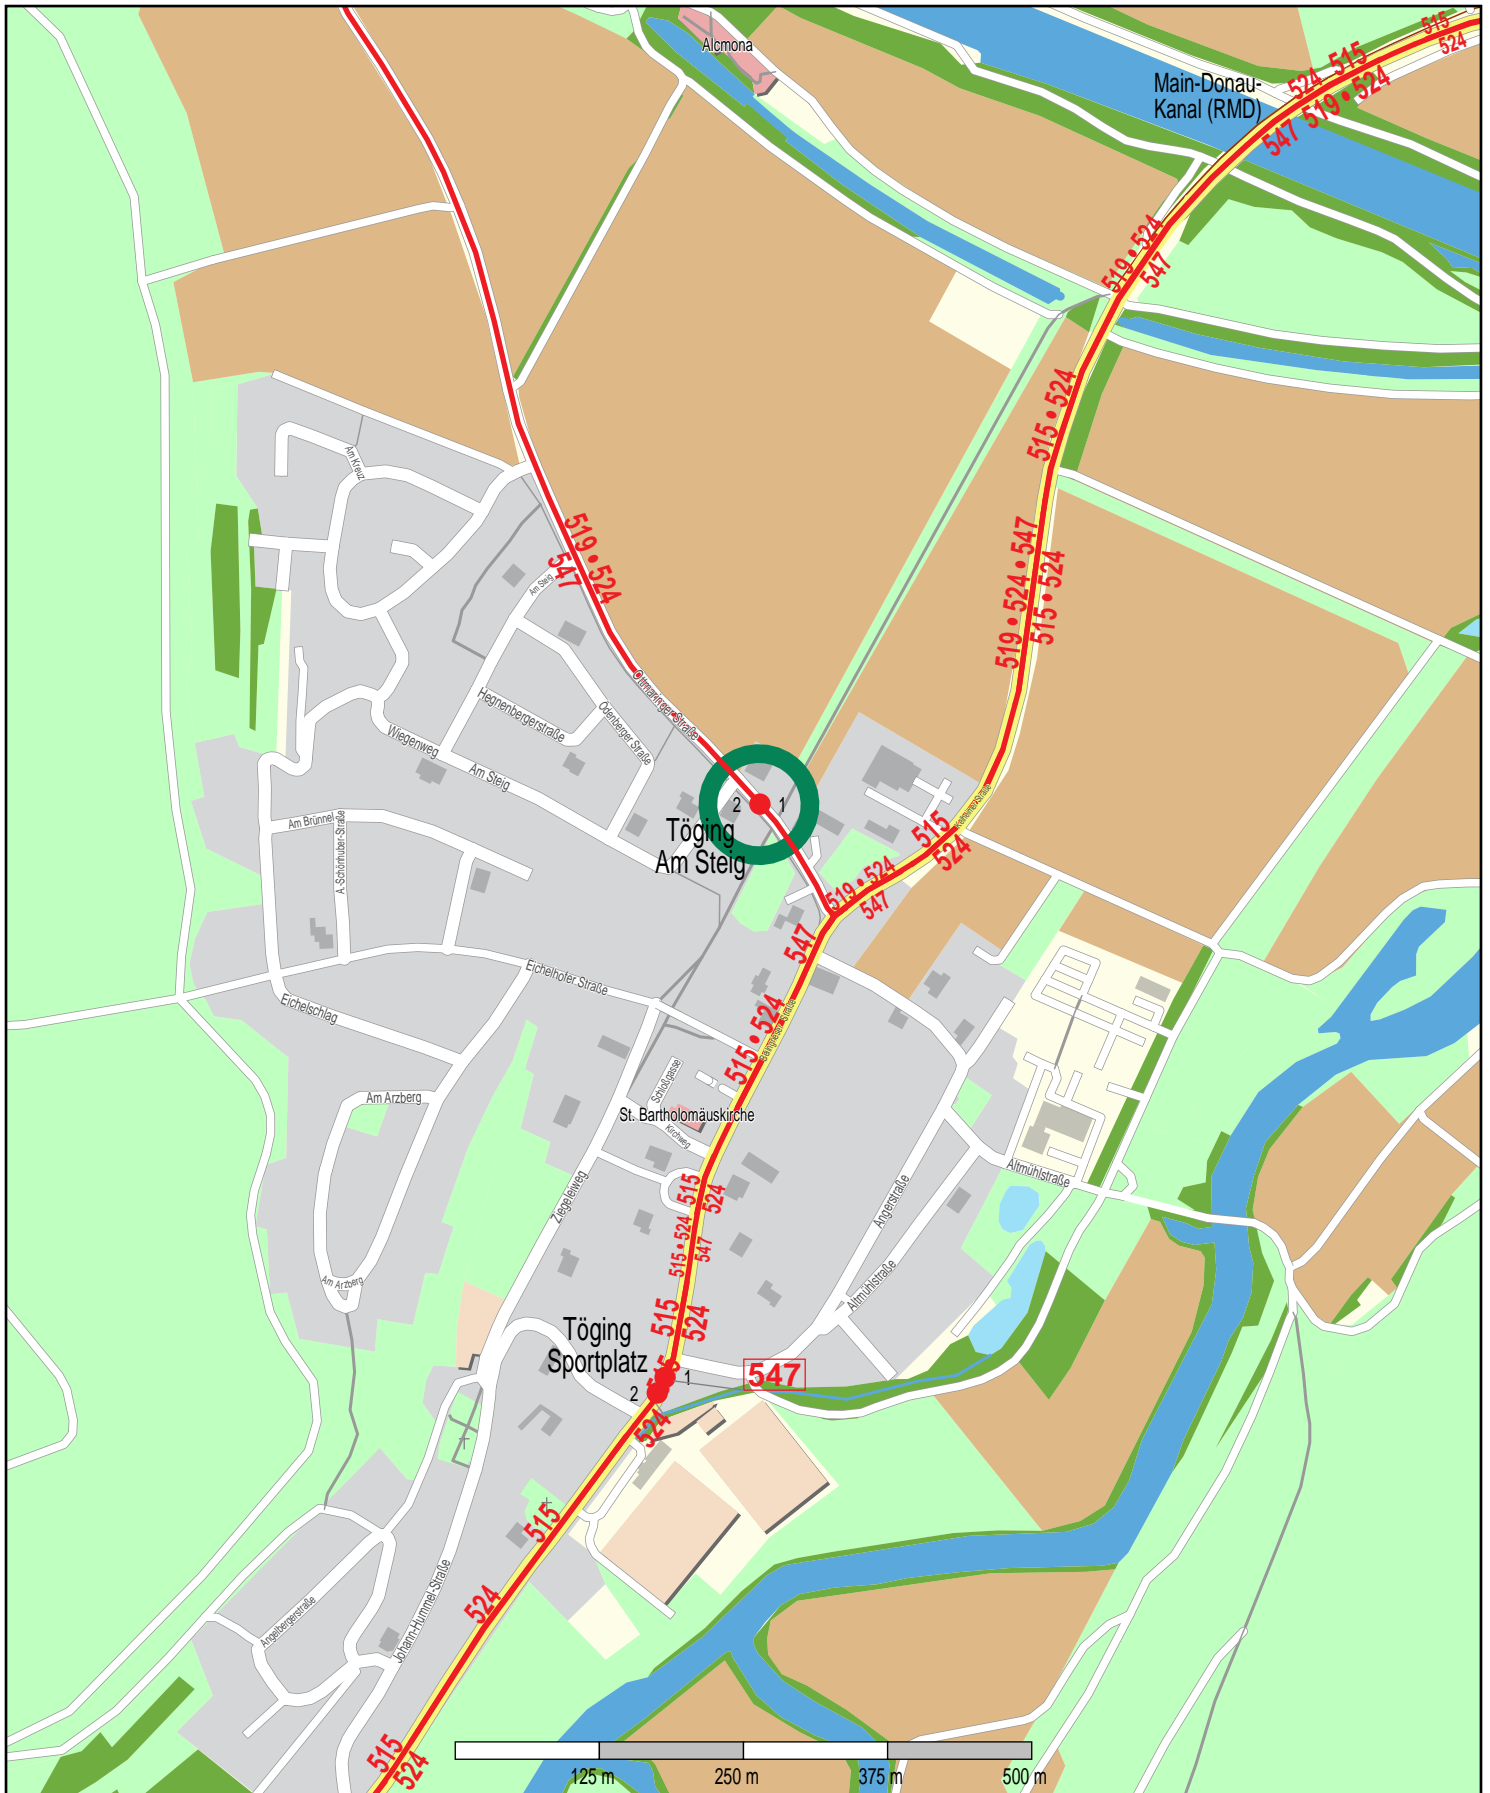 Alcmona
515
524
524 515
519 • 524
547
Main-Donau-
Kanal (RMD)
519 • 524
547
515 • 524
Am Kreuz
519 • 524
547
519 • 524 • 547
515 • 524
Am Steig
Hegnenbergerstraße
Ottmaringer Straße
Wiegenweg
Am Steig
2
1
Töging
Am Steig
Am Brünnel
A.-Schönhuber-Straße
515
524
519 • 524
547
547
Eichelhofer Straße
Eichelschlag
515 • 524
Schloßgasse
St. Bartholomäuskirche
Kirchweg
Am Arzberg
Ziegeleiweg
Altmühlstraße
Angerstraße
515
524
515 • 524
547
Am Arzberg
Altmühlstraße
515
524
Töging
Sportplatz
1
2
547
524
515
524
Angelbergerstraße
Johann-Hummel-Straße
515
524
125 m
250 m
375 m
500 m